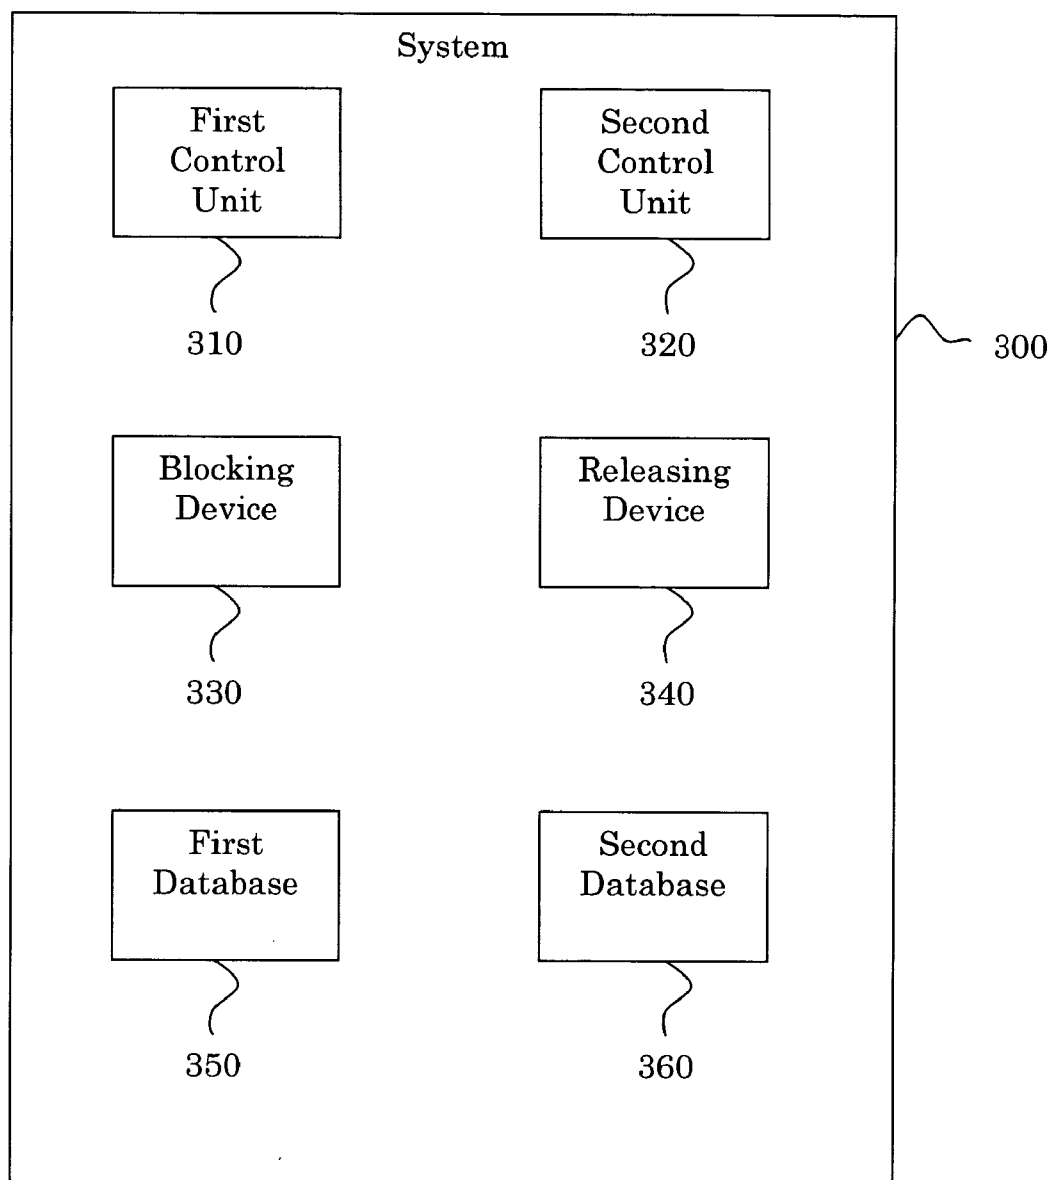 System
First
Control
Unit
Second
Control
Unit
310
320
300
Blocking
Device
Releasing
Device
330
340
First
Database
Second
Database
350
360